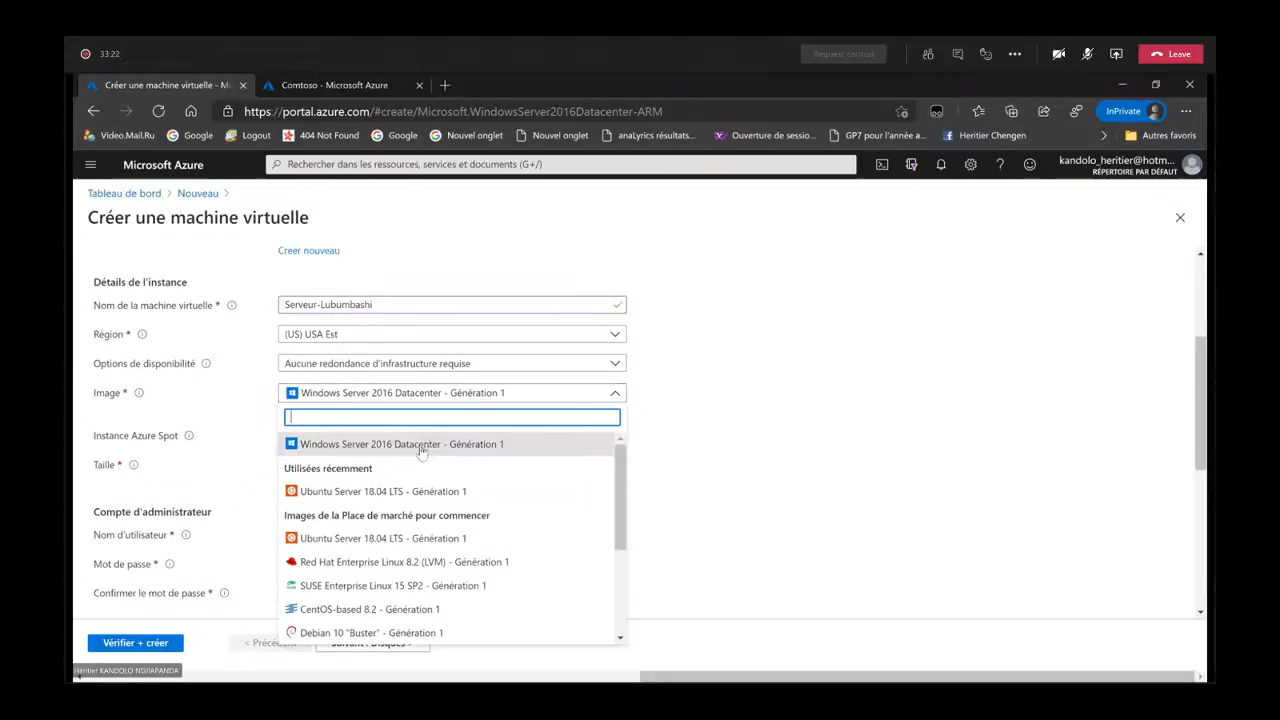 33:22
Request control
Leave
Créer une machine virtuelle - M
Comtoso - Microsoft Azure
https://portal.azure.com/#create/Microsoft.WindowsServer2016Datacenter-ARM
InPrivate
Video.Mail.Ru
Google
Logout
404 Not Found
Google
Nouvel onglet
Nouvel onglet
anaLyrics résultats...
Ouverture de sessio...
GP7 pour l'année a...
Heritier Chengen
Autres favoris
Microsoft Azure
Rechercher dans les ressources, services et documents (G+/)
kandolo_heritier@hotm...
RÉPERTOIRE PAR DÉFAUT
Tableau de bord > Nouveau >
Créer une machine virtuelle
Creer nouveau
Détails de l'instance
Nom de la machine virtuelle *
Serveur-Lubumbashi
Région *
(US) USA Est
Options de disponibilité
Aucune redondance d'infrastructure requise
Image *
Windows Server 2016 Datacenter - Génération 1
Instance Azure Spot
Windows Server 2016 Datacenter - Génération 1
Taille *
Utilisées récemment
Ubuntu Server 18.04 LTS - Génération 1
Compte d'administrateur
Images de la Place de marché pour commencer
Nom d'utilisateur *
Ubuntu Server 18.04 LTS - Génération 1
Mot de passe *
Red Hat Enterprise Linux 8.2 (LVM) - Génération 1
SUSE Enterprise Linux 15 SP2 - Génération 1
Confirmer le mot de passe *
CentOS-based 8.2 - Génération 1
Debian 10 "Buster" - Génération 1
Vérifier + créer
< Précédent
Suivant : Disques >
Héritier KANDOLO NDJAPANDA